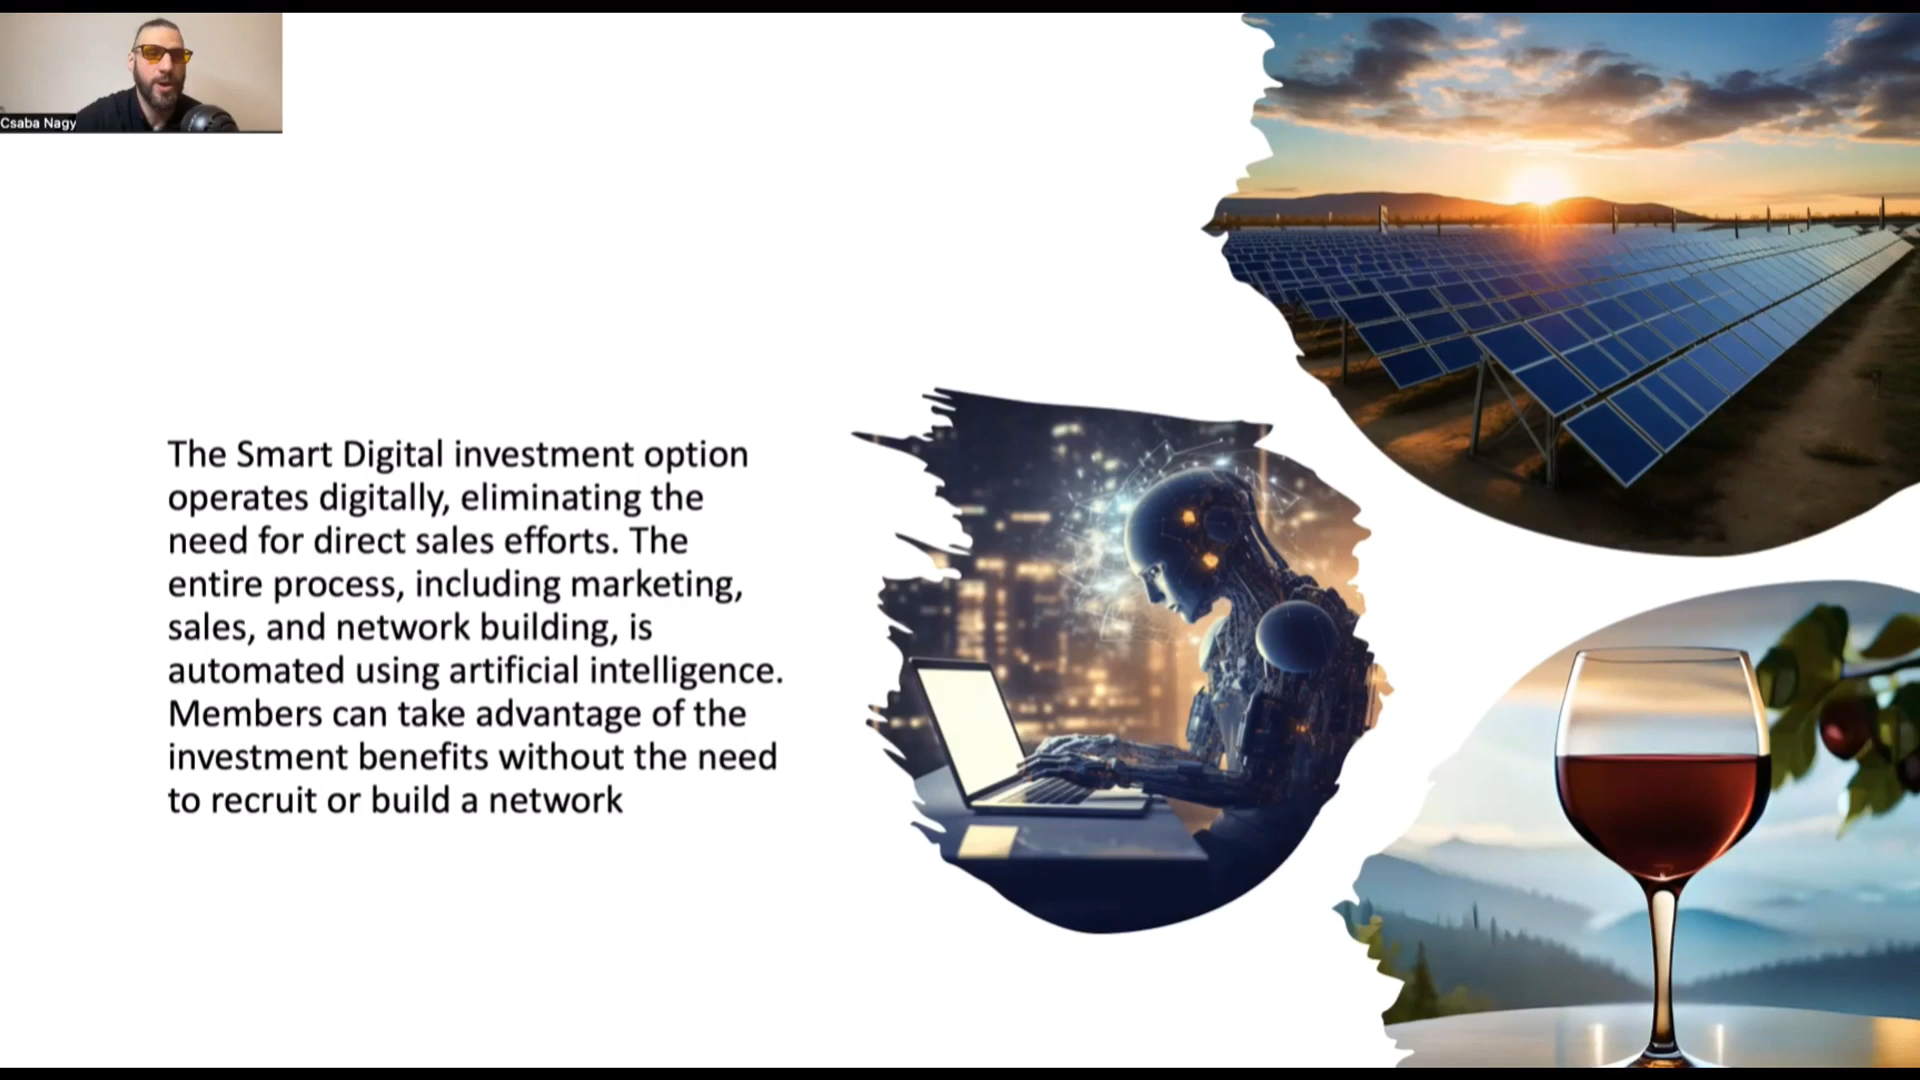 Csaba Nagy
The Smart Digital investment option
operates digitally, eliminating the
need for direct sales efforts. The
entire process, including marketing,
sales, and network building, is
automated using artificial intelligence.
Members can take advantage of the
investment benefits without the need
to recruit or build a network